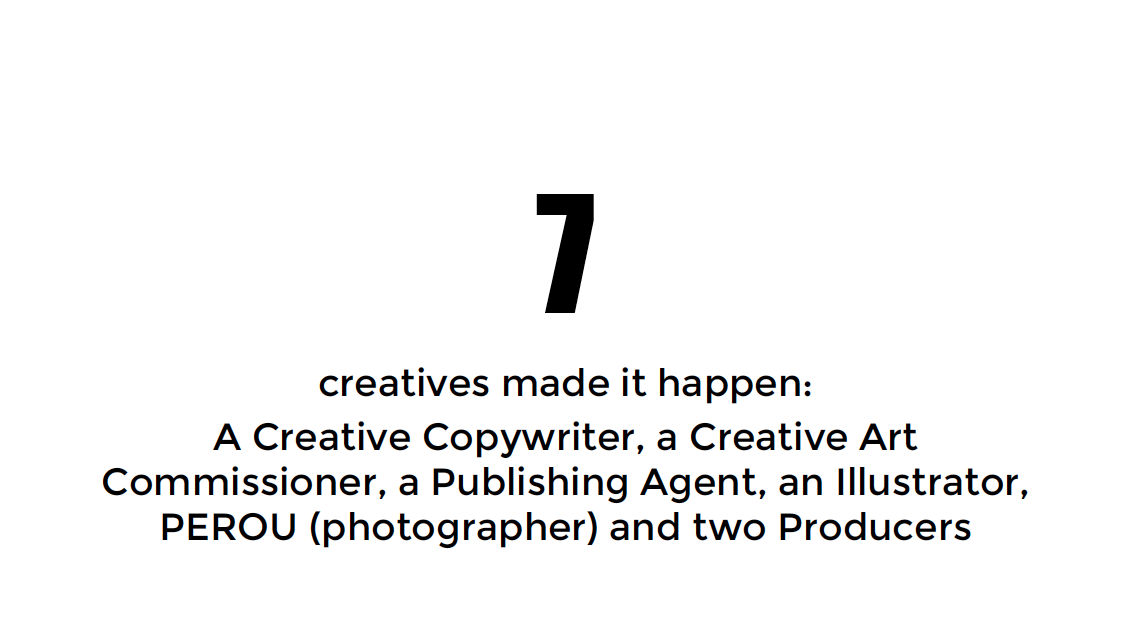 7
creatives made it happen:
A Creative Copywriter, a Creative Art
Commissioner, a Publishing Agent, an Illustrator,
PEROU (photographer) and two Producers